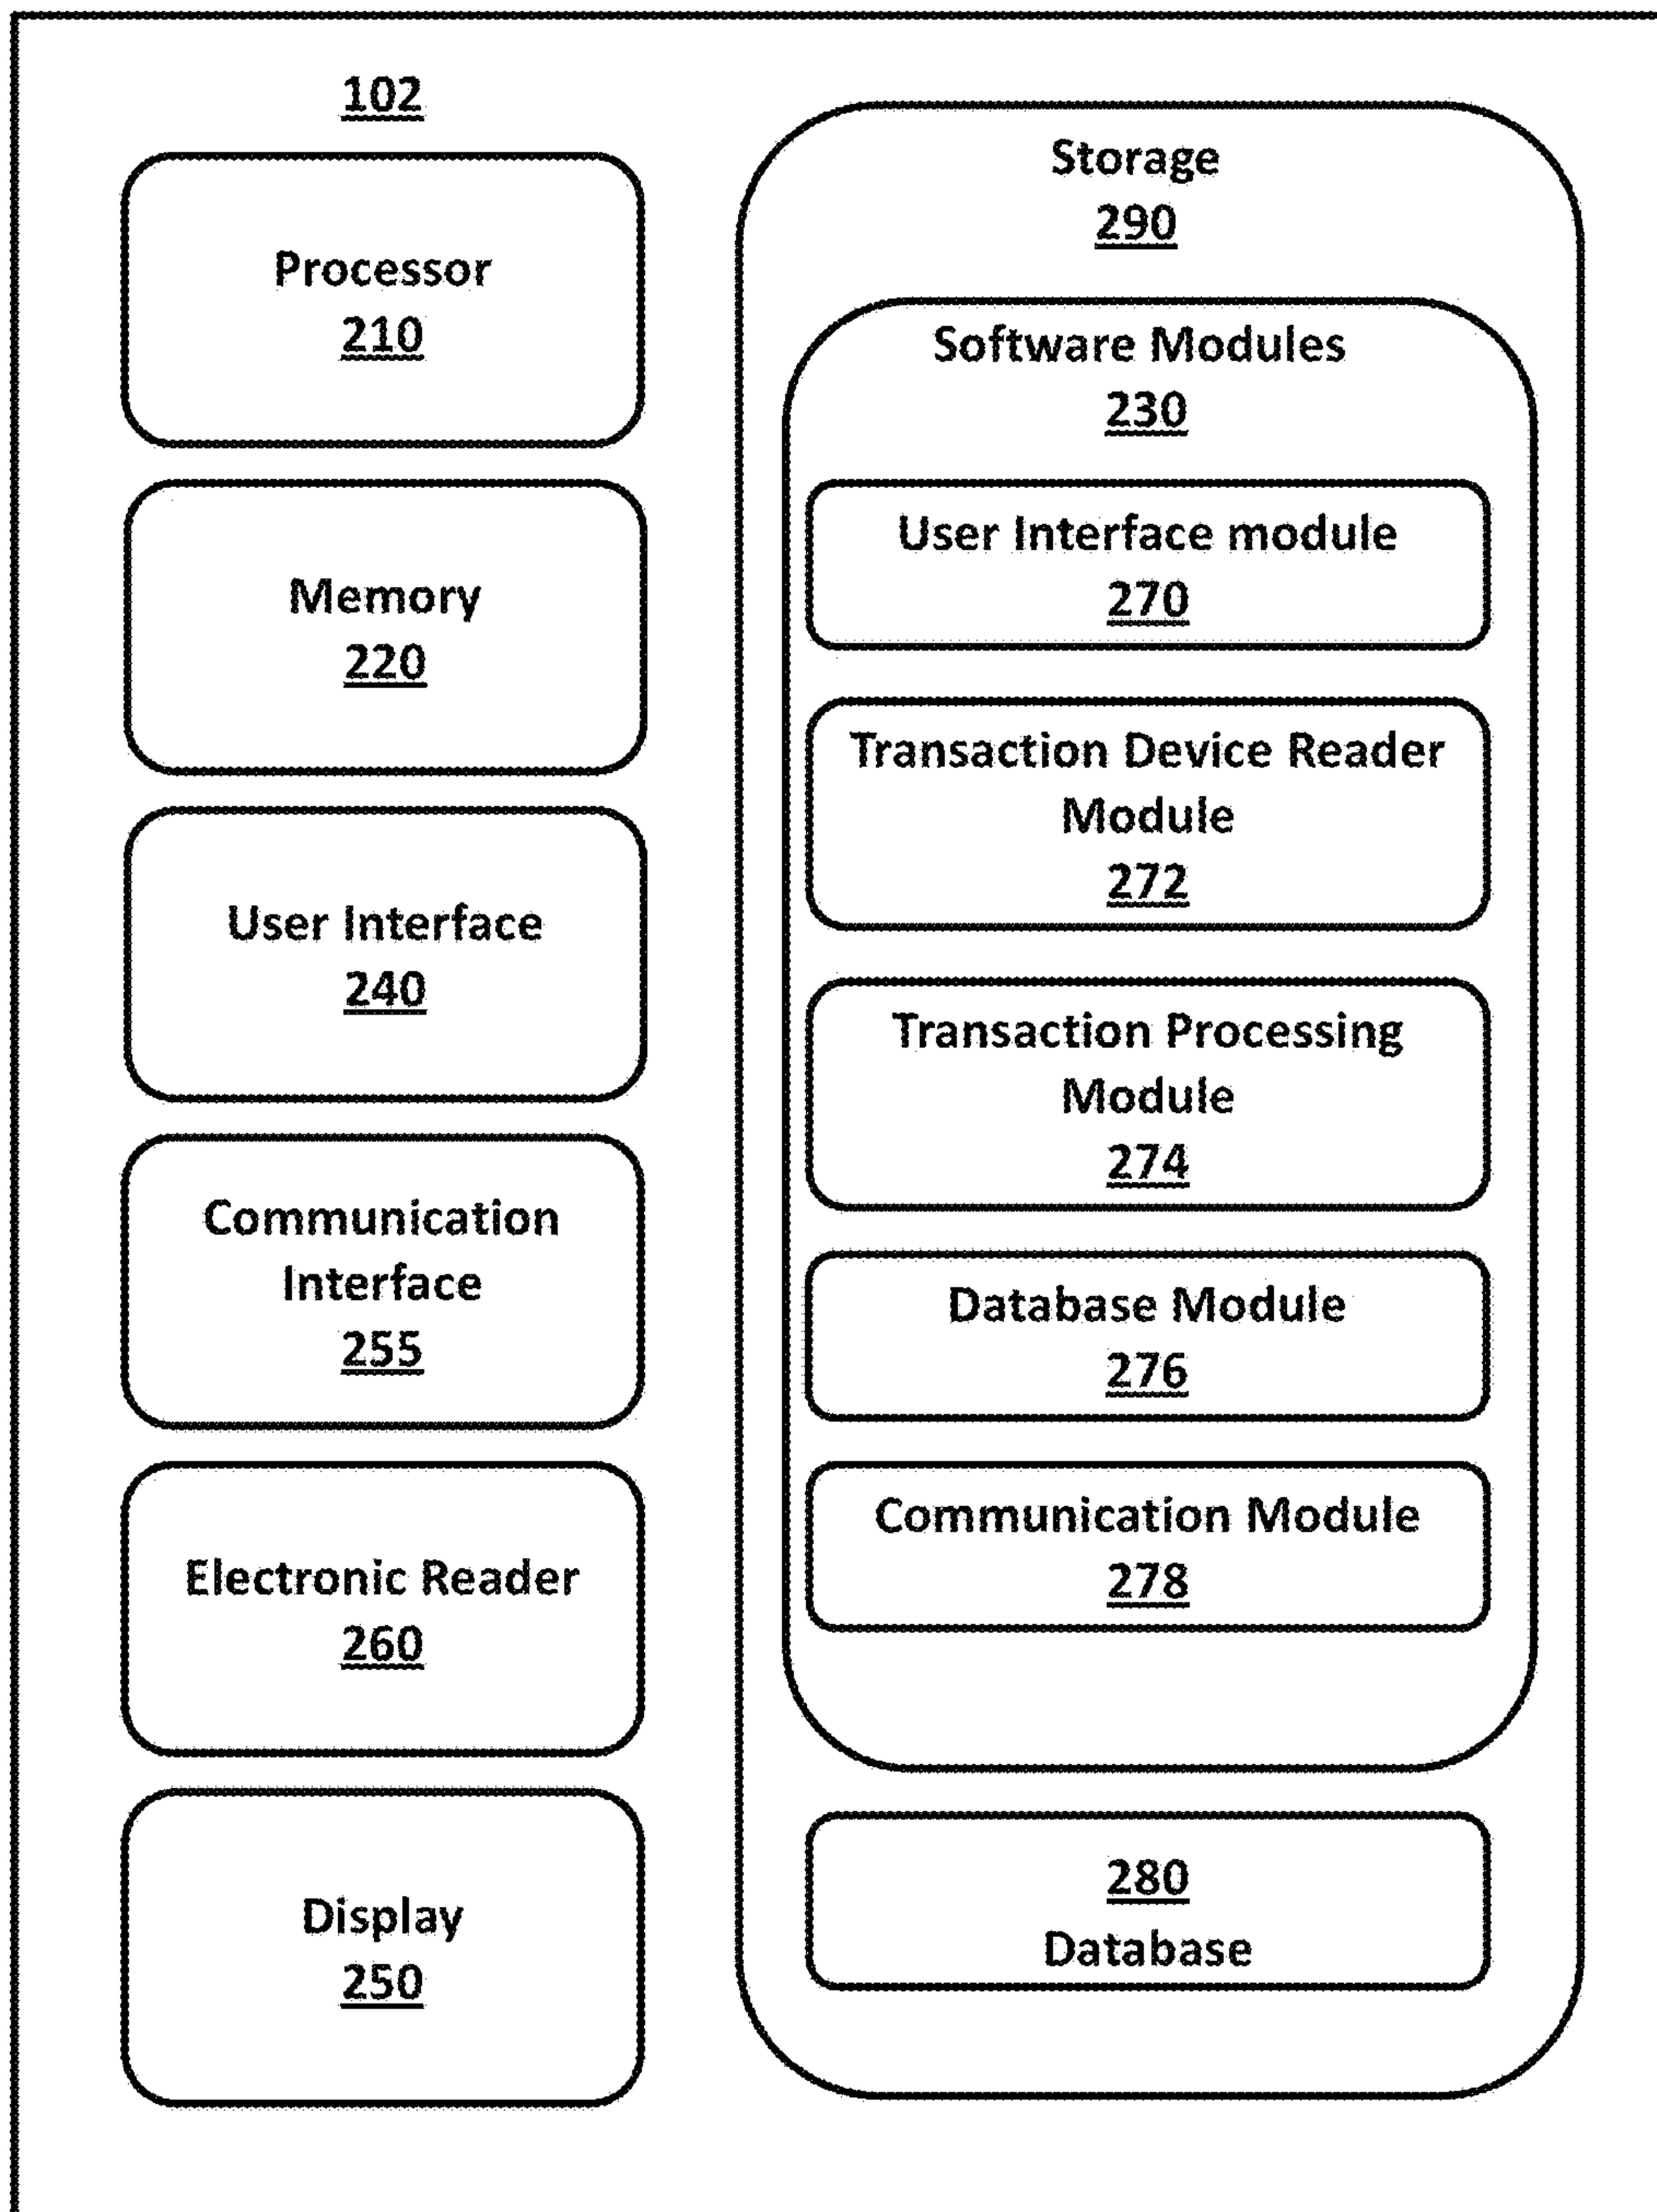 102
Processor
210
Memory
220
User Interface
240
Communication
Interface
255
Electronic Reader
260
Display
250
Storage
290
Software Modules
230
User Interface module
270
Transaction Device Reader
Module
272
Transaction Processing
Module
274
Database Module
276
Communication Module
278
280
Database